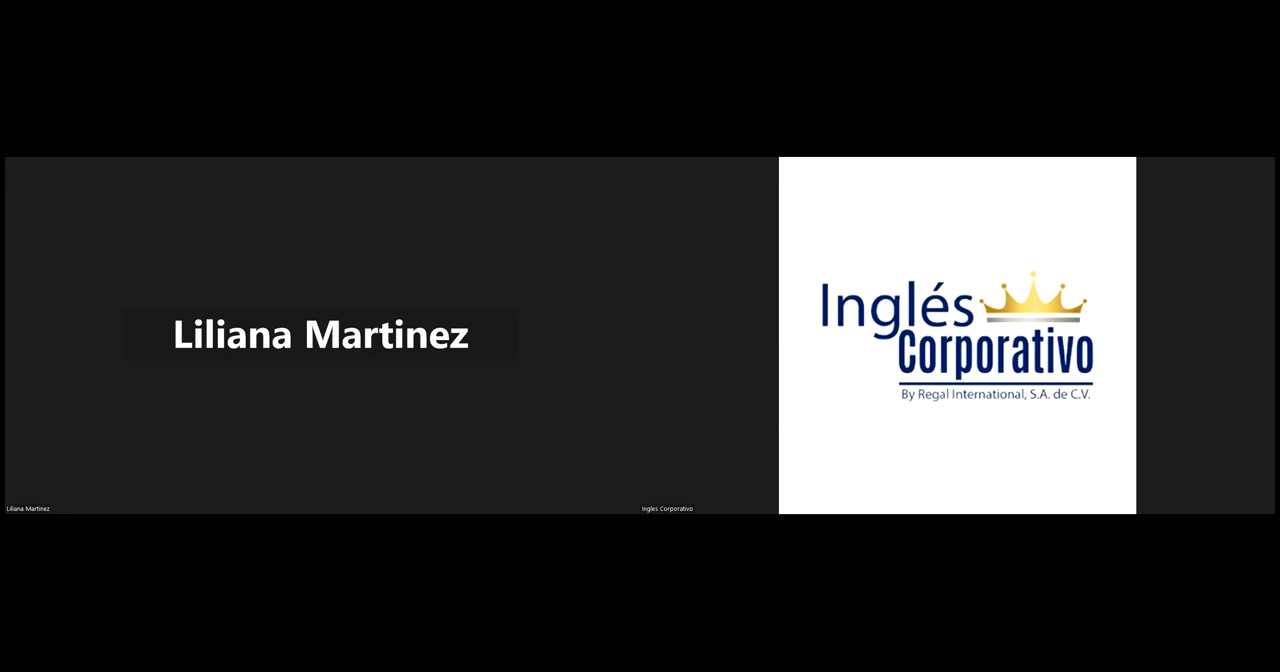 Liliana Martinez
Liliana Martinez
Inglés
Corporativo
By Regal International, S.A. de C.V.
Ingles Corporativo